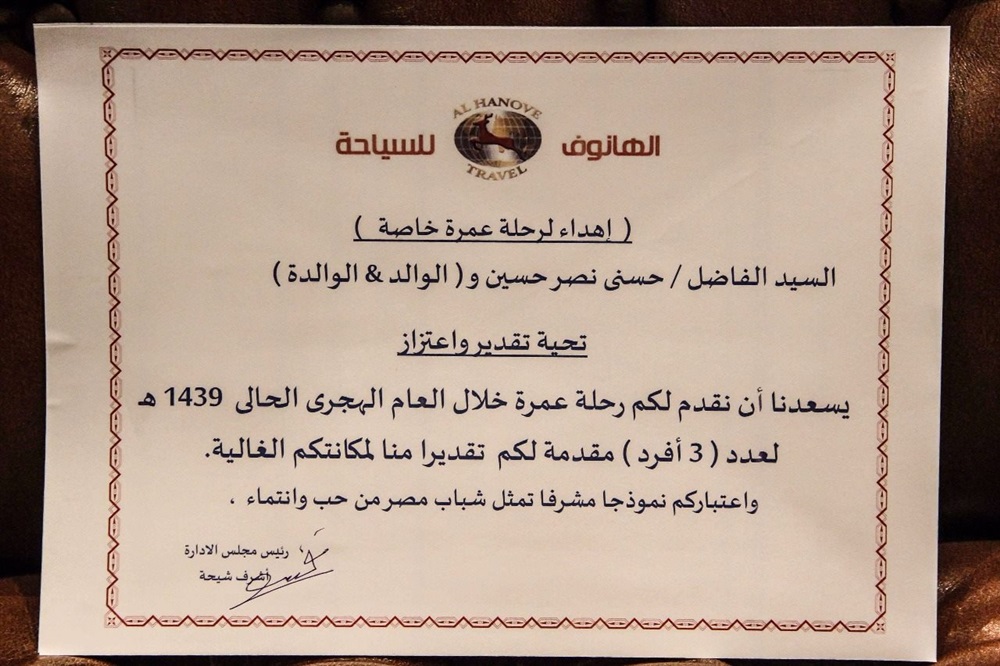 الهانوف للسياحة
AL HANOVE
TRAVEL
( إهداء لرحلة عمرة خاصة )
السيد الفاضل / حسنى نصر حسين و ( الوالد & الوالدة )
تحية تقدير واعتزاز
يسعدنا أن نقدم لكم رحلة عمرة خلال العام الهجرى الحالى 1439 هـ
لعدد ( 3 أفرد ) مقدمة لكم تقديرا منا لمكانتكم الغالية.
واعتباركم نموذجا مشرفا تمثل شباب مصر من حب وانتماء ،
رئيس مجلس الادارة
أشرف شيحة